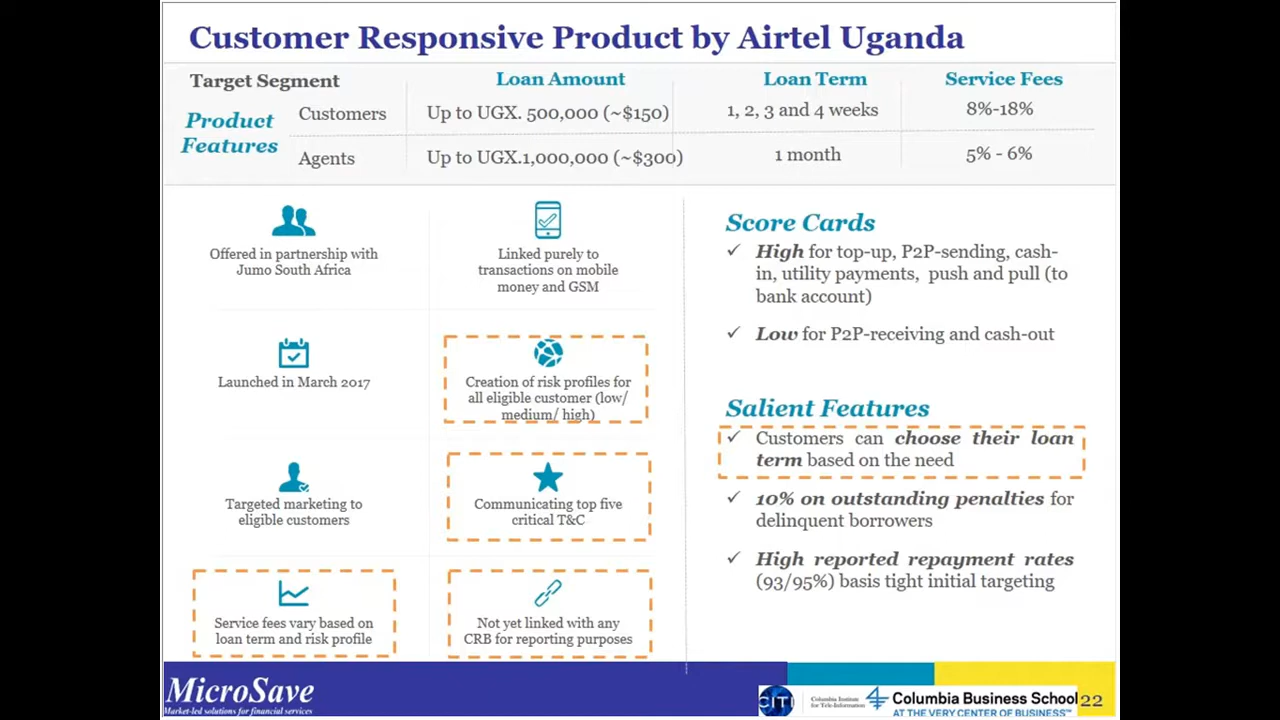 Customer Responsive Product by Airtel Uganda
Target Segment
Loan Amount
Loan Term
Service Fees
Product
Features
Customers
Up to UGX. 500,000 (~$150)
1, 2, 3 and 4 weeks
8%-18%
Agents
Up to UGX.1,000,000 (~$300)
1 month
5% - 6%
Offered in partnership with
Jumo South Africa
Linked purely to
transactions on mobile
money and GSM
Launched in March 2017
Creation of risk profiles for
all eligible customer (low/
medium/ high)
Targeted marketing to
eligible customers
Communicating top five
critical T&C
Service fees vary based on
loan term and risk profile
Not yet linked with any
CRB for reporting purposes
Score Cards
✓ High for top-up, P2P-sending, cash-
in, utility payments, push and pull (to
bank account)
✓ Low for P2P-receiving and cash-out
Salient Features
✓ Customers can choose their loan
term based on the need
✓ 10% on outstanding penalties for
delinquent borrowers
✓ High reported repayment rates
(93/95%) basis tight initial targeting
MicroSave
Market-led solutions for financial services
CITI
Columbia Institute
for Tele-Information
Columbia Business School
AT THE VERY CENTER OF BUSINESS™
22